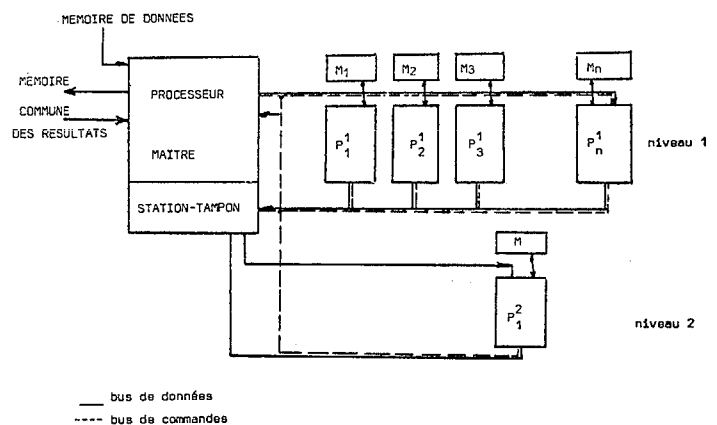 MEMOIRE DE DONNEES
MEMOIRE
COMMUNE
DES RESULTATS
PROCESSEUR
MAITRE
STATION-TAMPON
M1
M2
M3
Mn
P¹₁
P¹₂
P¹₃
P¹ₙ
niveau 1
M
P²₁
niveau 2
bus de données
bus de commandes